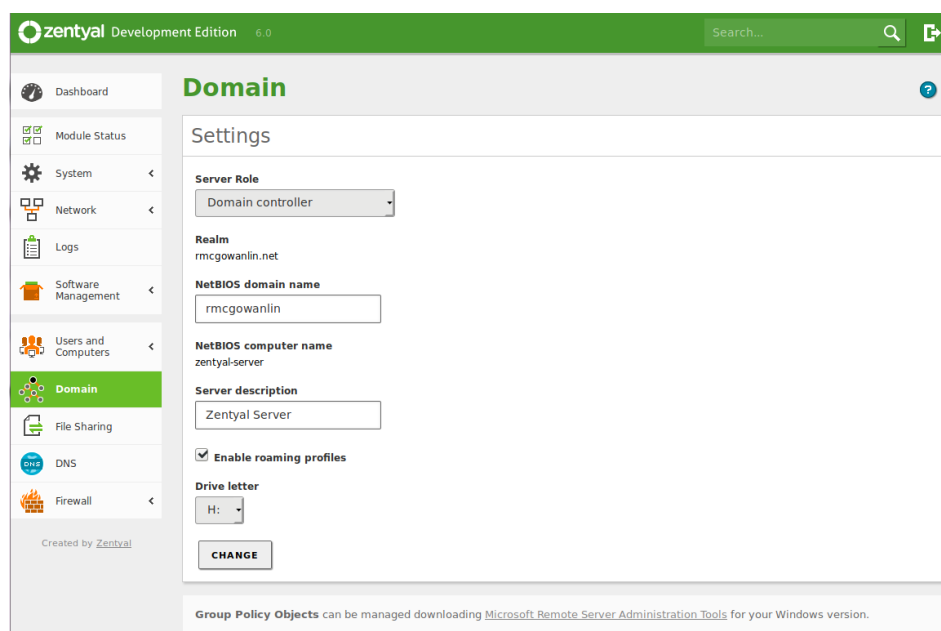 zentyal Development Edition 6.0
Search...
Dashboard
Module Status
System
Network
Logs
Software
Management
Users and
Computers
Domain
File Sharing
DNS
DNS
Firewall
Created by Zentyal
Domain
?
Settings
Server Role
Domain controller
Realm
rmcgowanlin.net
NetBIOS domain name
rmcgowanlin
NetBIOS computer name
zentyal-server
Server description
Zentyal Server
Enable roaming profiles
Drive letter
H:
CHANGE
Group Policy Objects can be managed downloading Microsoft Remote Server Administration Tools for your Windows version.